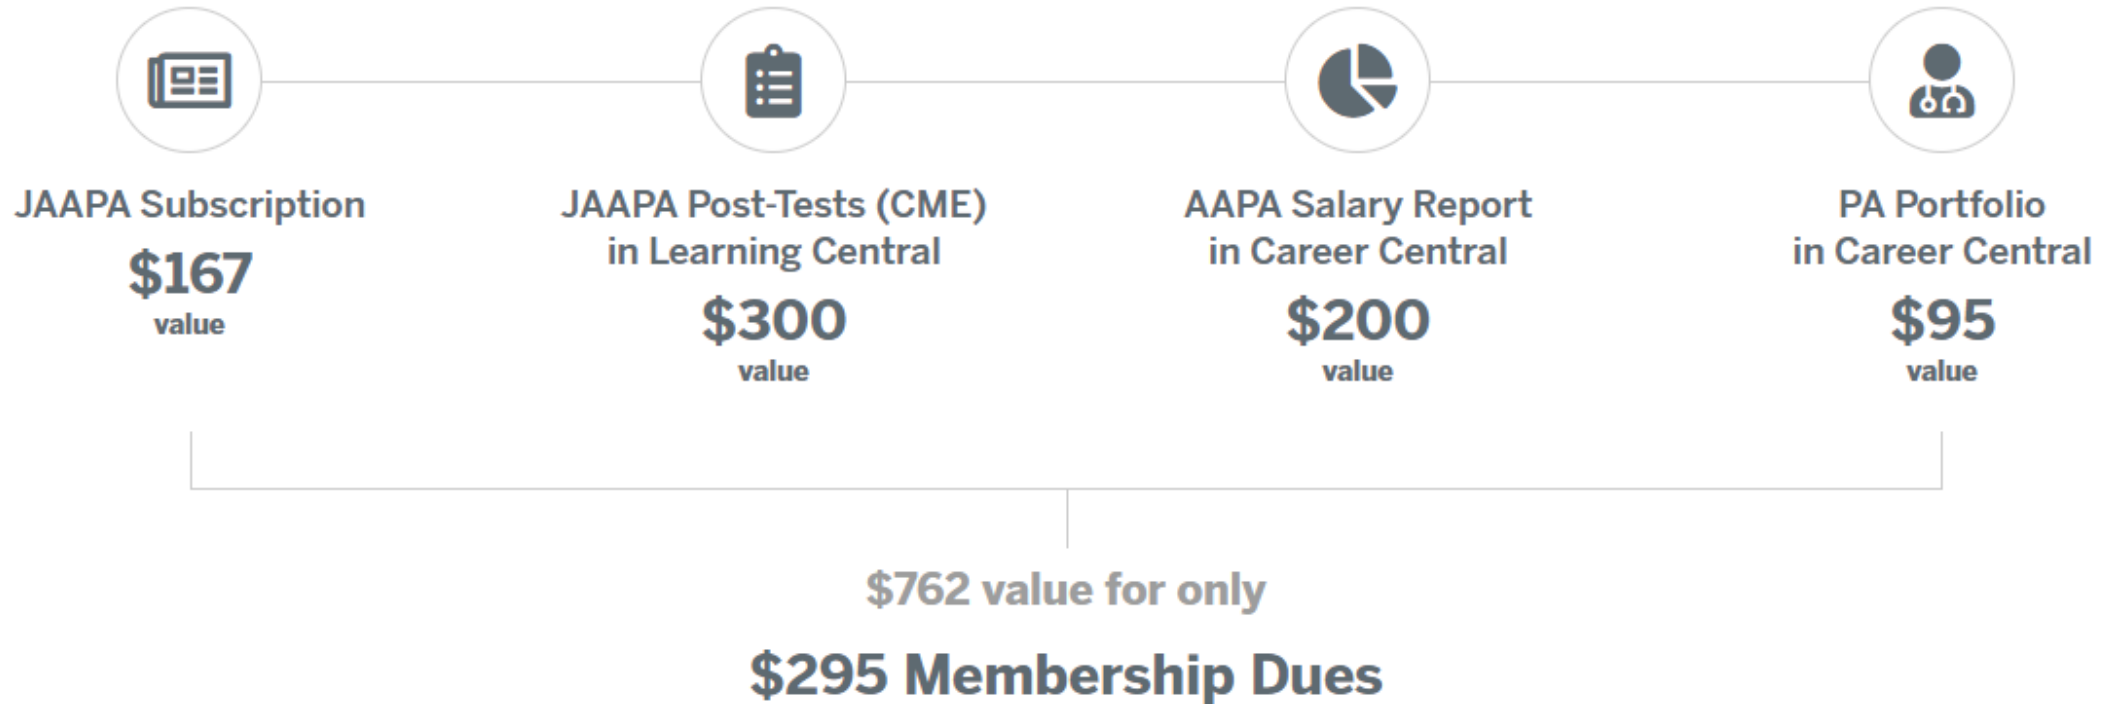 JAAPA Subscription
$167
value
JAAPA Post-Tests (CME)
in Learning Central
$300
value
AAPA Salary Report
in Career Central
$200
value
PA Portfolio
in Career Central
$95
value
$762 value for only
$295 Membership Dues